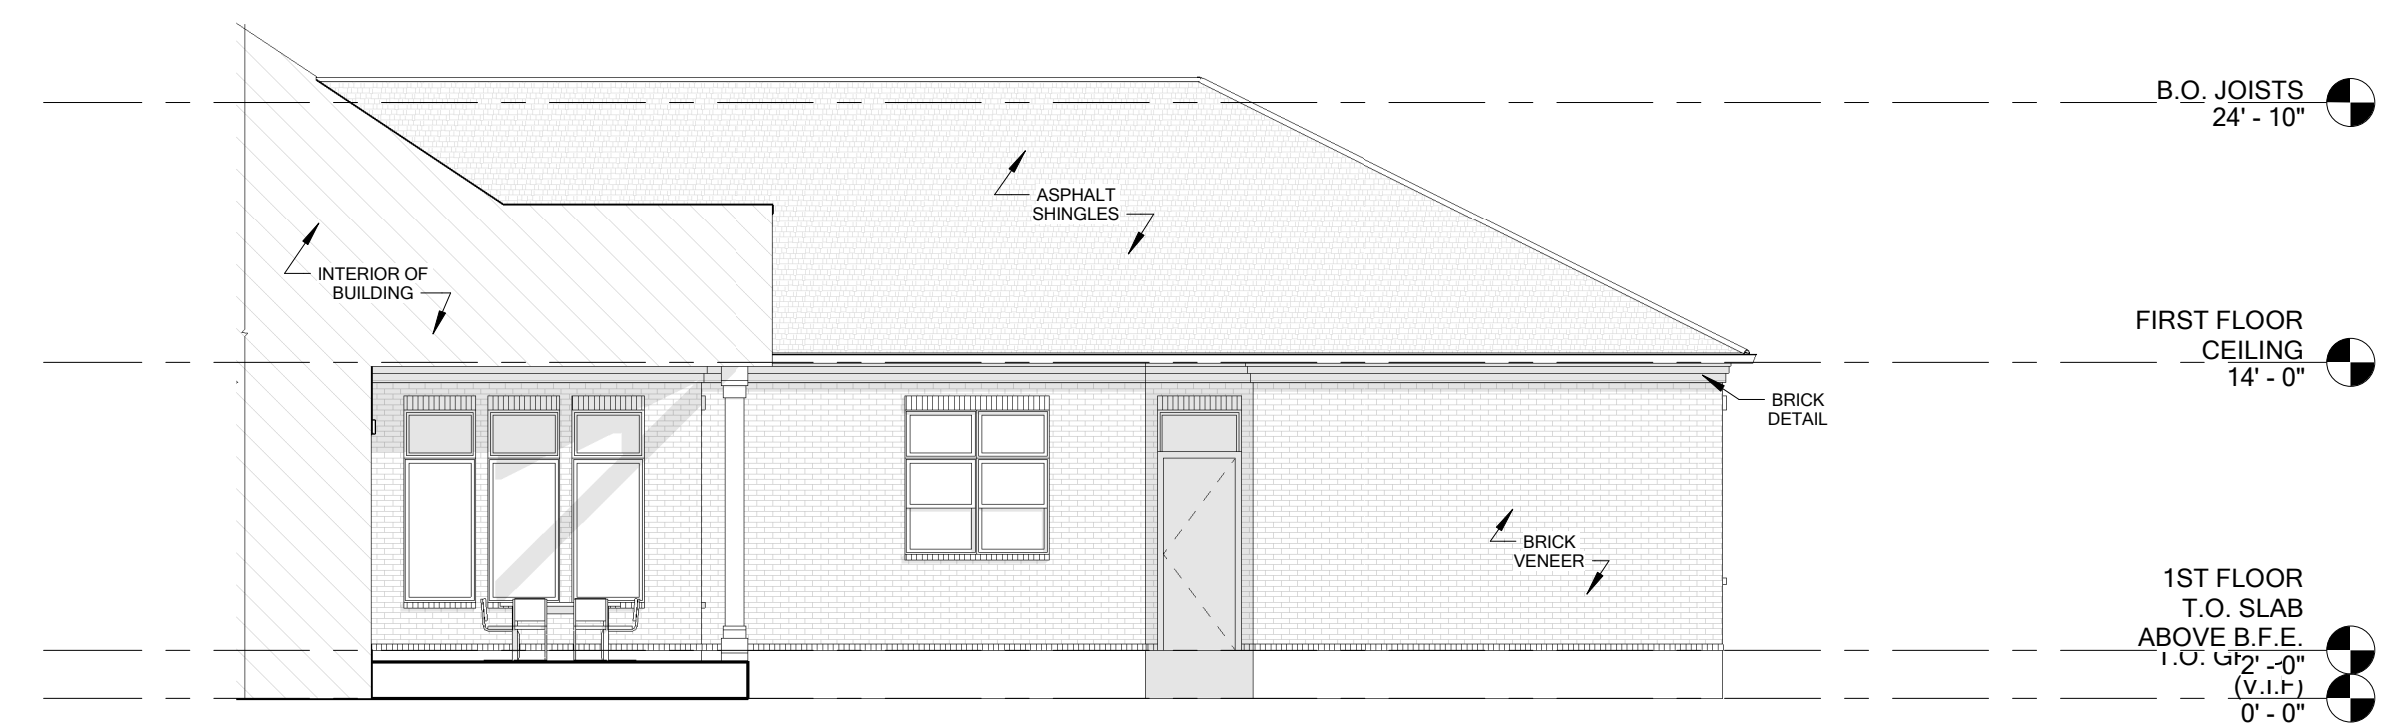 B.O. JOISTS
24' - 10"
ASPHALT
SHINGLES
INTERIOR OF
BUILDING
FIRST FLOOR
CEILING
14' - 0"
BRICK
DETAIL
BRICK
VENEER
1ST FLOOR
T.O. SLAB
ABOVE B.F.E.
2' - 0"
T.O.
(V.I.F)
0' - 0"